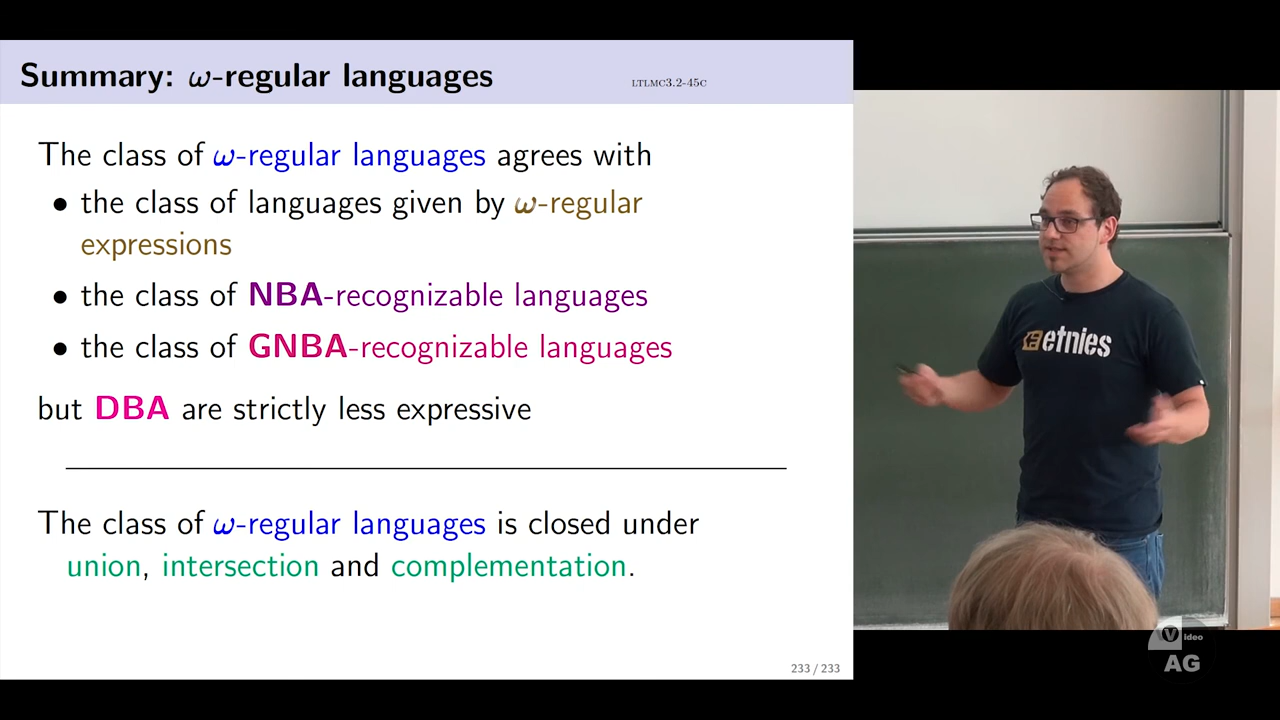 Summary: ω-regular languages
LTLMC3.2-45C
The class of ω-regular languages agrees with
• the class of languages given by ω-regular
expressions
• the class of NBA-recognizable languages
• the class of GNBA-recognizable languages
but DBA are strictly less expressive
The class of ω-regular languages is closed under
union, intersection and complementation.
233 / 233
etnies
Video
AG